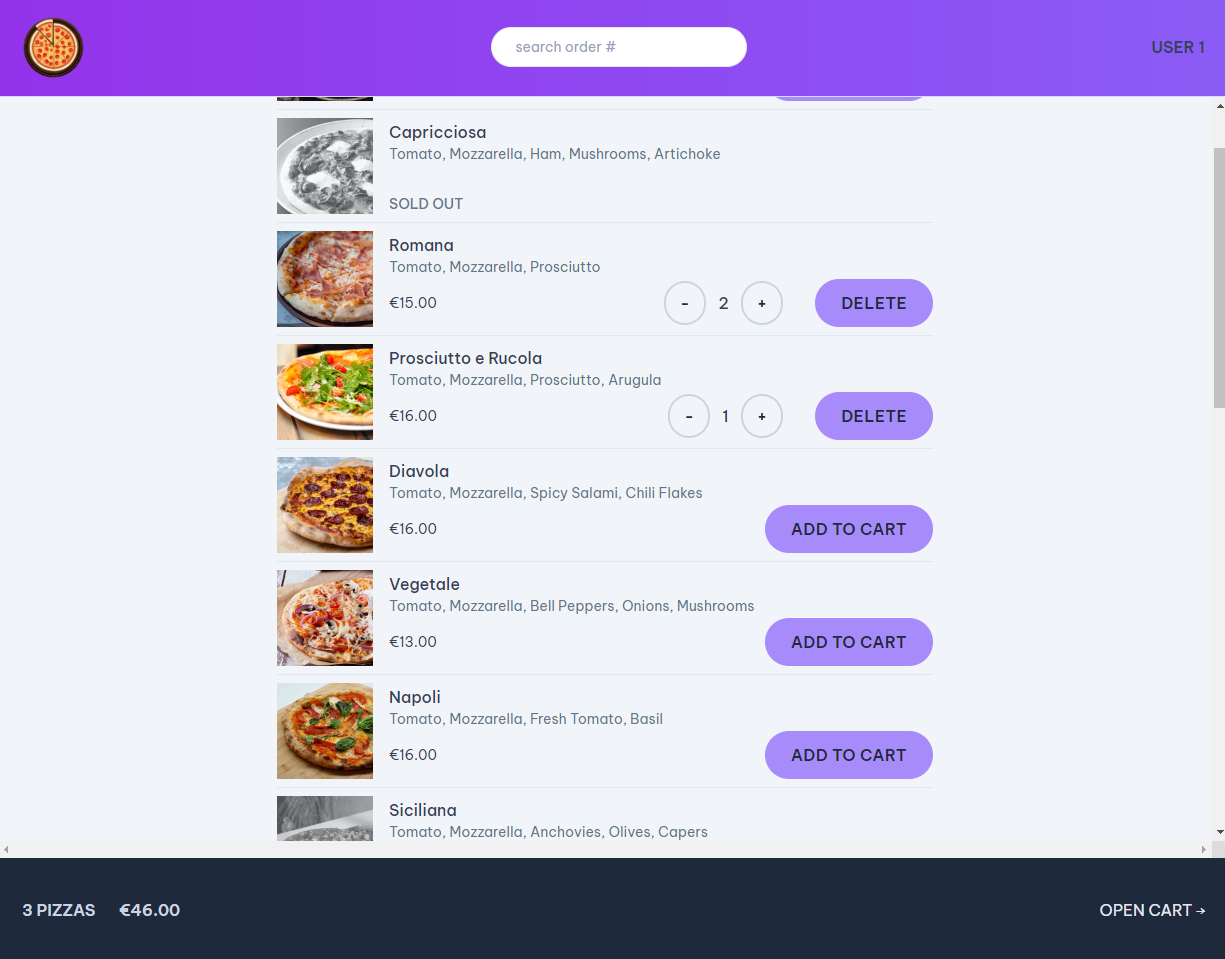 search order #
USER 1
Capricciosa
Tomato, Mozzarella, Ham, Mushrooms, Artichoke
SOLD OUT
Romana
Tomato, Mozzarella, Prosciutto
€15.00 - 2 + DELETE
Prosciutto e Rucola
Tomato, Mozzarella, Prosciutto, Arugula
€16.00 - 1 + DELETE
Diavola
Tomato, Mozzarella, Spicy Salami, Chili Flakes
€16.00 ADD TO CART
Vegetale
Tomato, Mozzarella, Bell Peppers, Onions, Mushrooms
€13.00 ADD TO CART
Napoli
Tomato, Mozzarella, Fresh Tomato, Basil
€16.00 ADD TO CART
Siciliana
Tomato, Mozzarella, Anchovies, Olives, Capers
3 PIZZAS €46.00 OPEN CART →